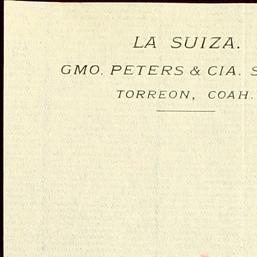 LA SUIZA.
GMO. PETERS & CIA. S
TORREON, COAH.